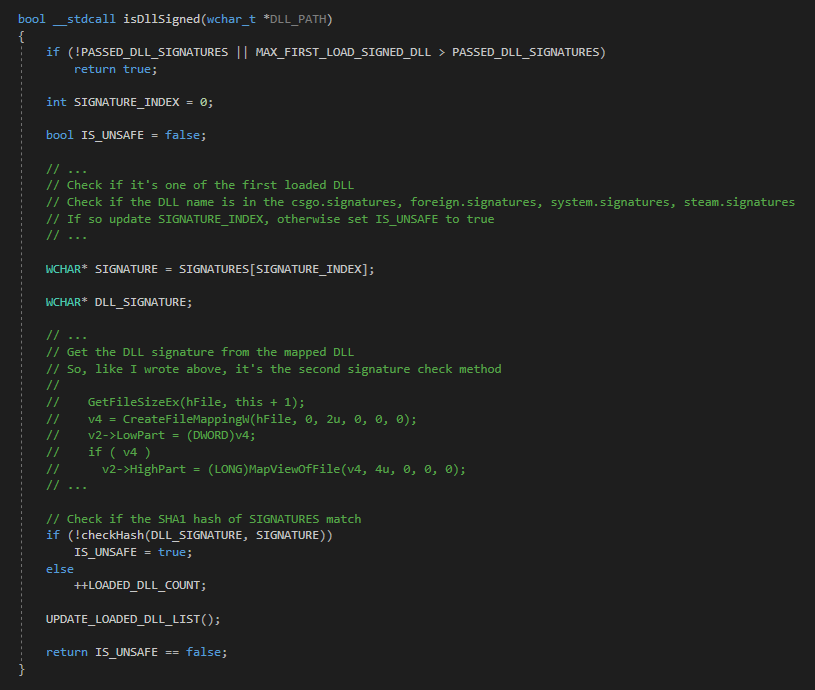 bool __stdcall isDllSigned(wchar_t *DLL_PATH)
{
    if (!PASSED_DLL_SIGNATURES || MAX_FIRST_LOAD_SIGNED_DLL > PASSED_DLL_SIGNATURES)
        return true;
    int SIGNATURE_INDEX = 0;
    bool IS_UNSAFE = false;
    // ...
    // Check if it's one of the first loaded DLL
    // Check if the DLL name is in the csgo.signatures, foreign.signatures, system.signatures, steam.signatures
    // If so update SIGNATURE_INDEX, otherwise set IS_UNSAFE to true
    // ...
    WCHAR* SIGNATURE = SIGNATURES[SIGNATURE_INDEX];
    WCHAR* DLL_SIGNATURE;
    // ...
    // Get the DLL signature from the mapped DLL
    // So, like I wrote above, it's the second signature check method
    //
    //    GetFileSizeEx(hFile, this + 1);
    //    v4 = CreateFileMappingW(hFile, 0, 2u, 0, 0, 0);
    //    v2->LowPart = (DWORD)v4;
    //    if ( v4 )
    //      v2->HighPart = (LONG)MapViewOfFile(v4, 4u, 0, 0, 0);
    // ...
    // Check if the SHA1 hash of SIGNATURES match
    if (!checkHash(DLL_SIGNATURE, SIGNATURE))
        IS_UNSAFE = true;
    else
        ++LOADED_DLL_COUNT;
    UPDATE_LOADED_DLL_LIST();
    return IS_UNSAFE == false;
}